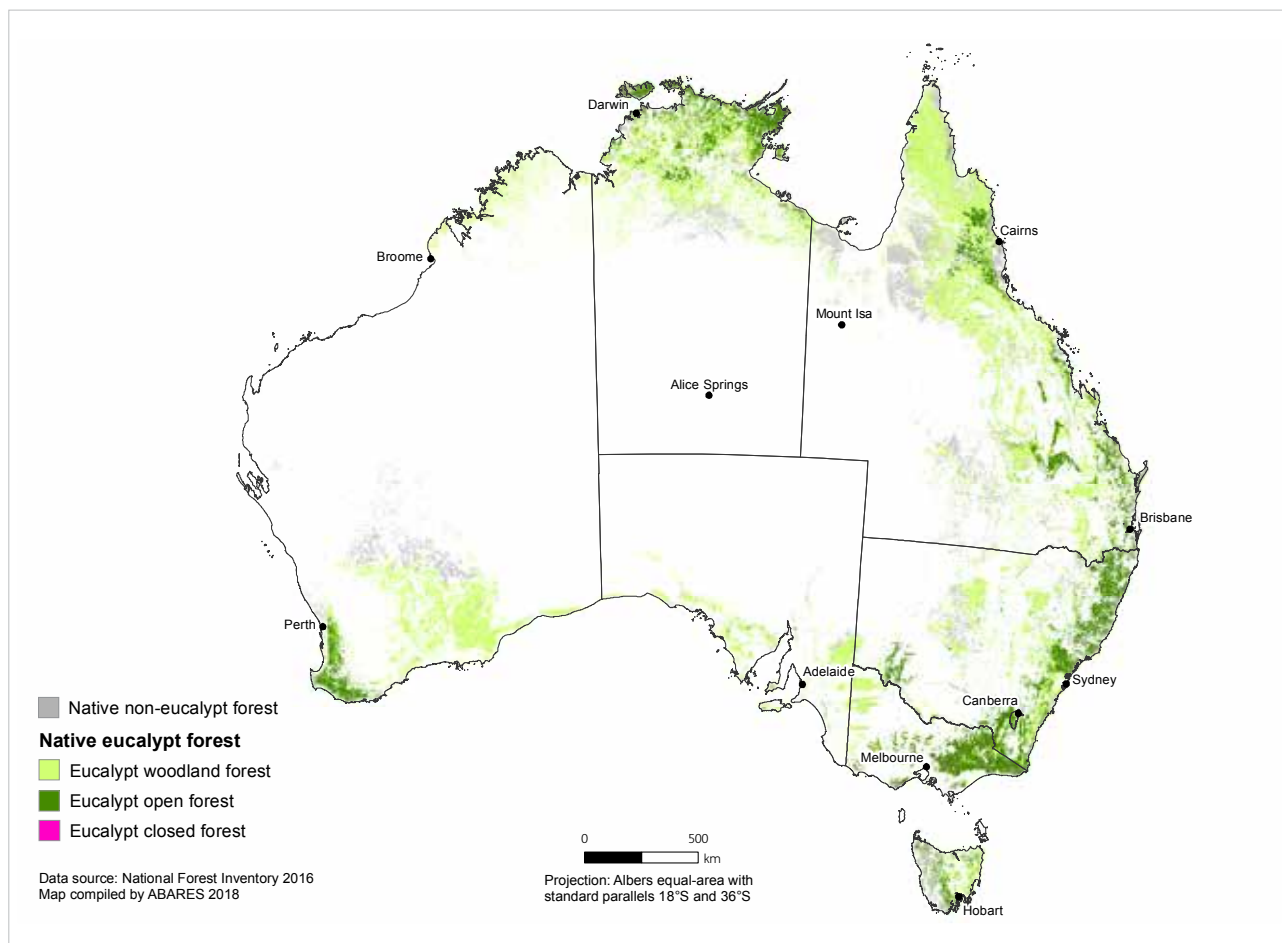 Darwin
Cairns
Broome
Mount Isa
Alice Springs
Brisbane
Perth
Adelaide
Sydney
Canberra
Melbourne
Hobart
Native non-eucalypt forest
Native eucalypt forest
Eucalypt woodland forest
Eucalypt open forest
Eucalypt closed forest
Data source: National Forest Inventory 2016
Map compiled by ABARES 2018
0 500
km
Projection: Albers equal-area with
standard parallels 18°S and 36°S